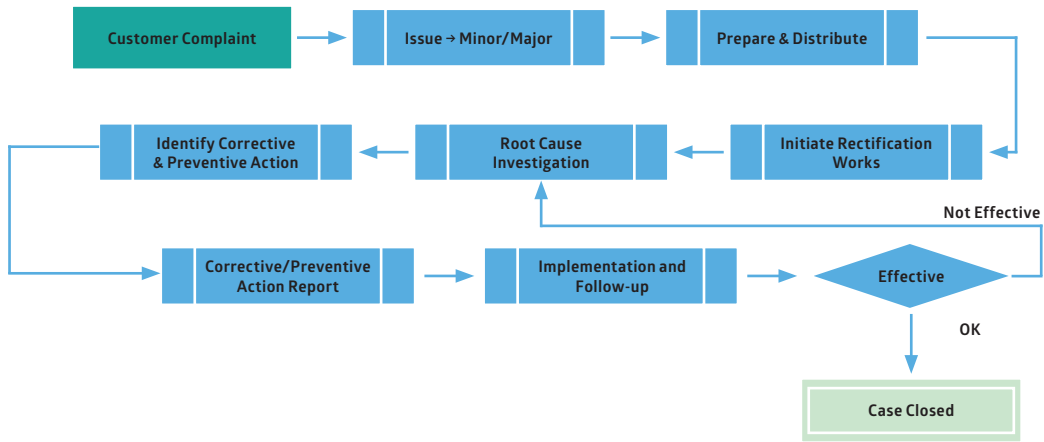 Customer Complaint
Issue → Minor/Major
Prepare & Distribute
Initiate Rectification
Works
Root Cause
Investigation
Identify Corrective
& Preventive Action
Corrective/Preventive
Action Report
Implementation and
Follow-up
Effective
Not Effective
OK
Case Closed